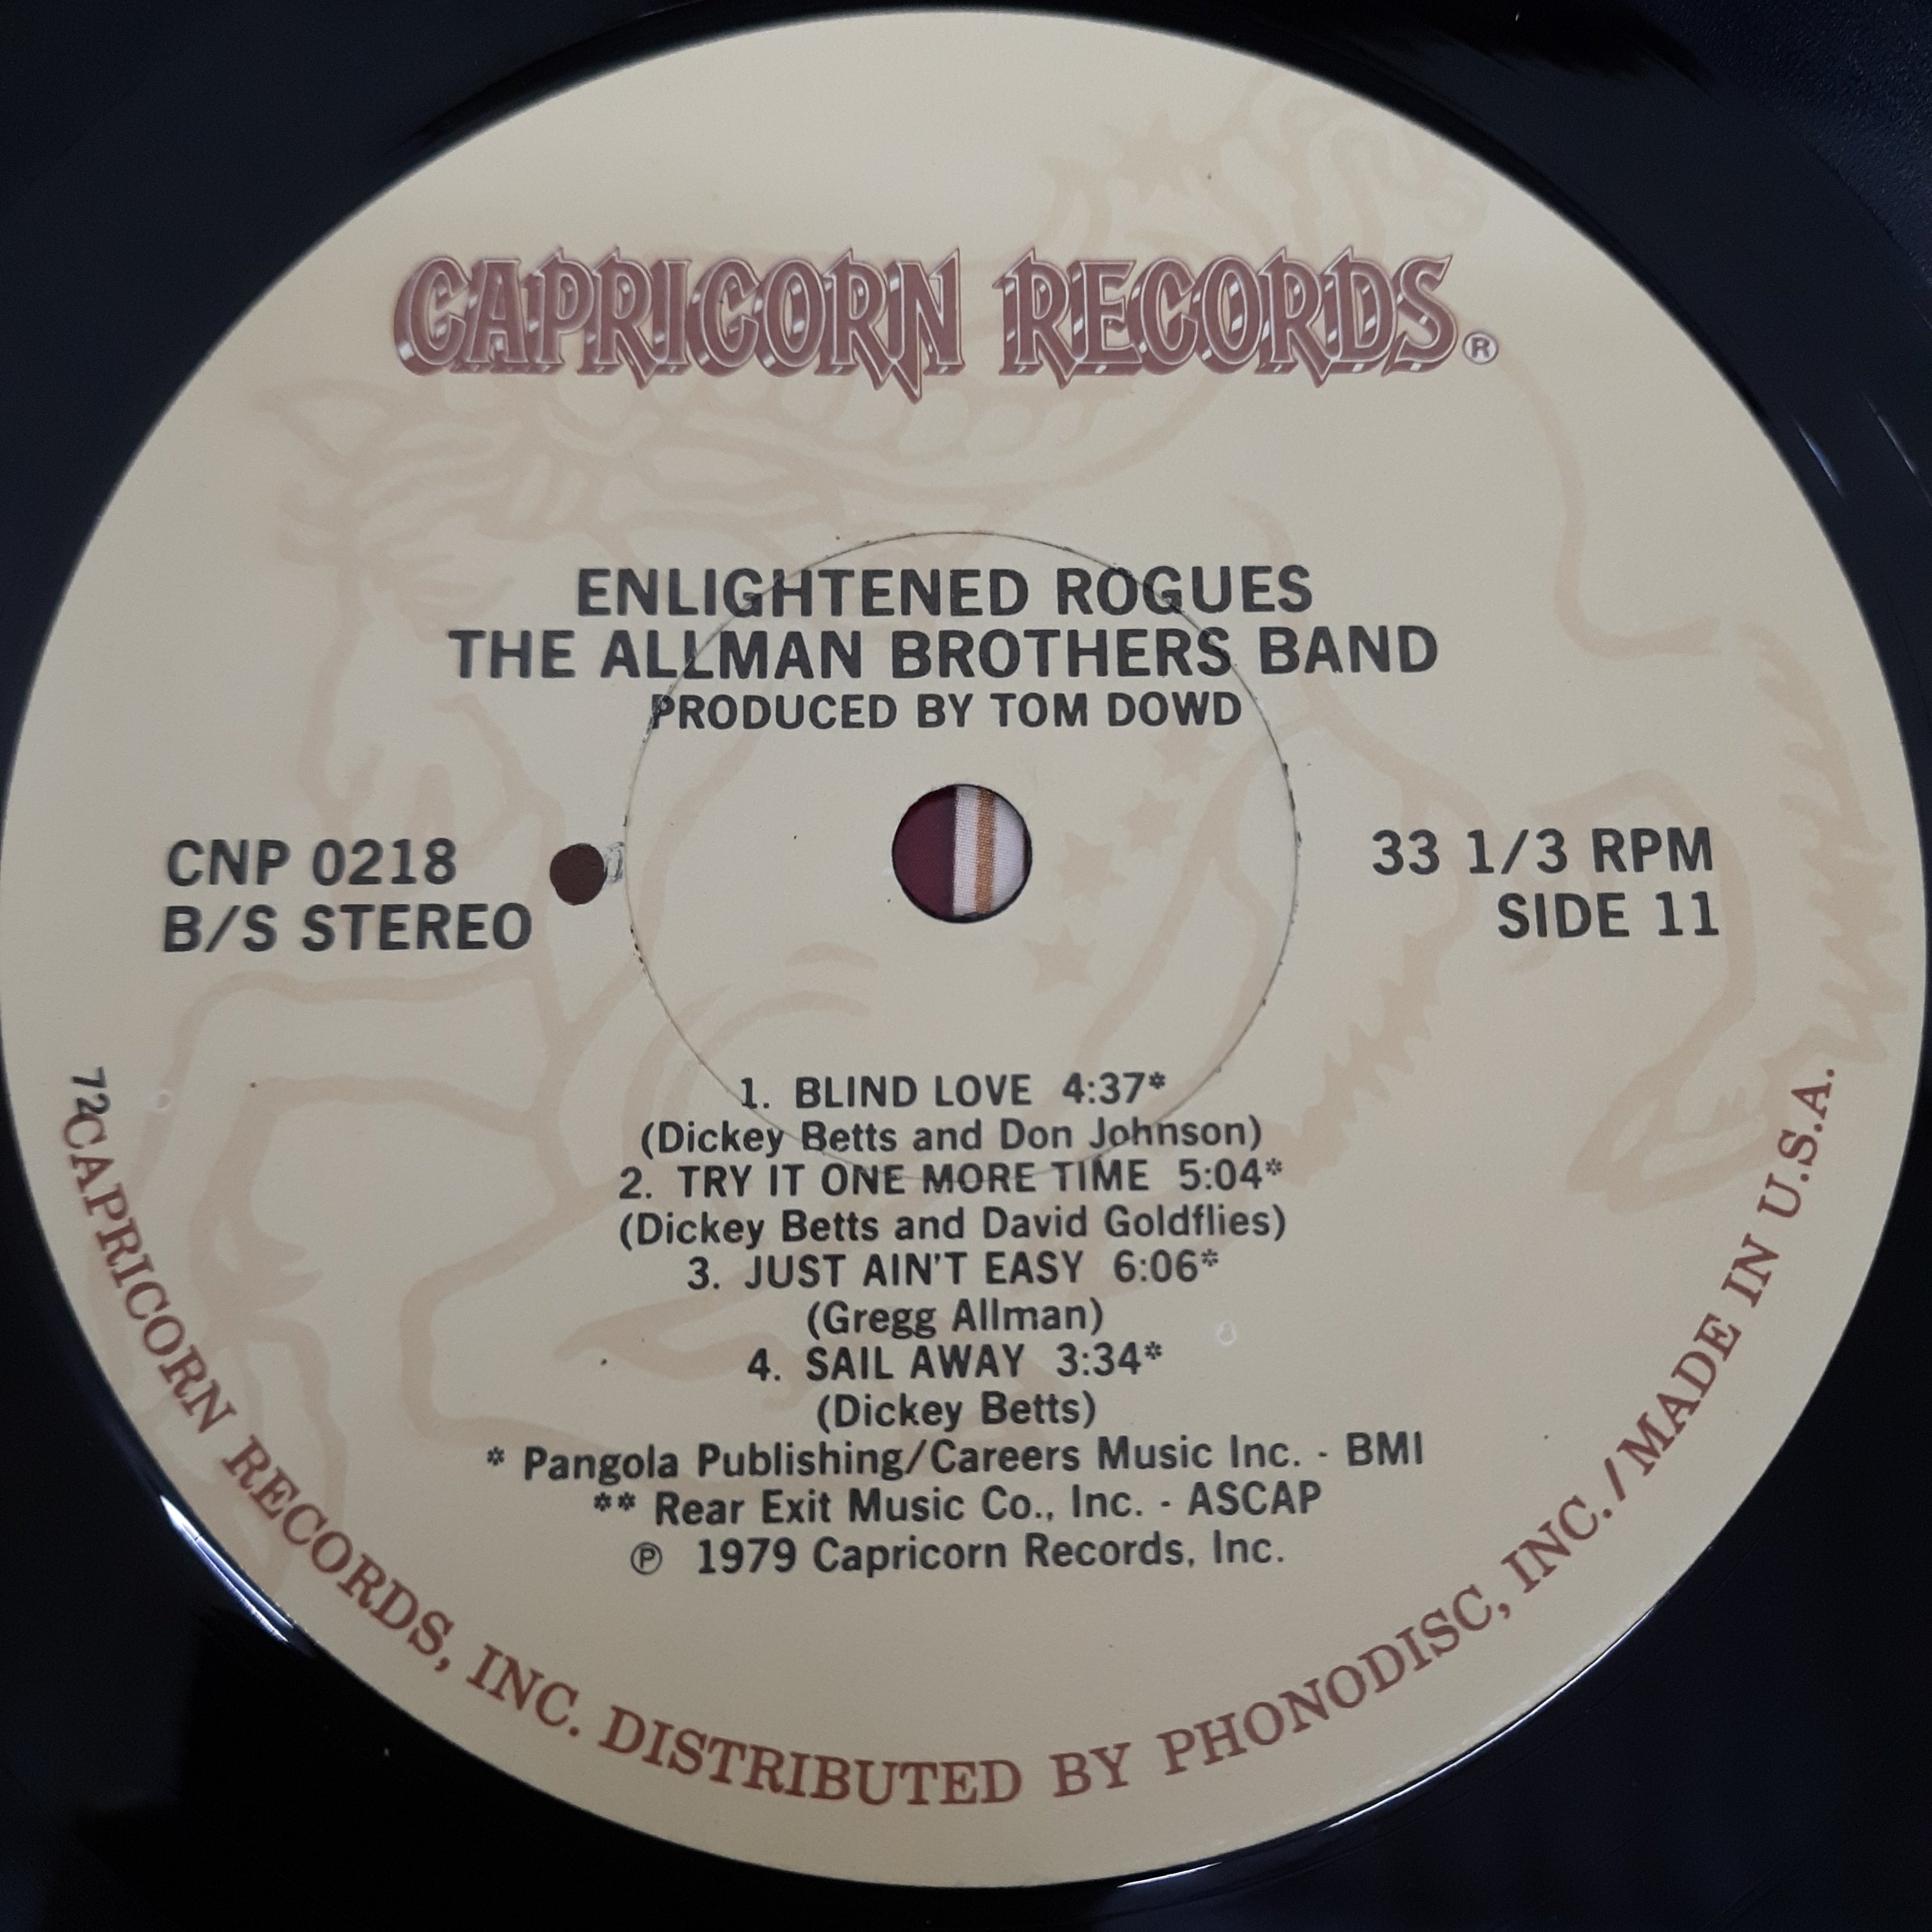 CAPRICORN RECORDS®
ENLIGHTENED ROGUES
THE ALLMAN BROTHERS BAND
PRODUCED BY TOM DOWD
CNP 0218
B/S STEREO
33 1/3 RPM
SIDE 11
1. BLIND LOVE 4:37*
(Dickey Betts and Don Johnson)
2. TRY IT ONE MORE TIME 5:04*
(Dickey Betts and David Goldflies)
3. JUST AIN'T EASY 6:06*
(Gregg Allman)
4. SAIL AWAY 3:34*
(Dickey Betts)
* Pangola Publishing/Careers Music Inc. - BMI
** Rear Exit Music Co., Inc. - ASCAP
℗ 1979 Capricorn Records, Inc.
72
CAPRICORN RECORDS, INC. DISTRIBUTED BY PHONODISC, INC. / MADE IN U.S.A.